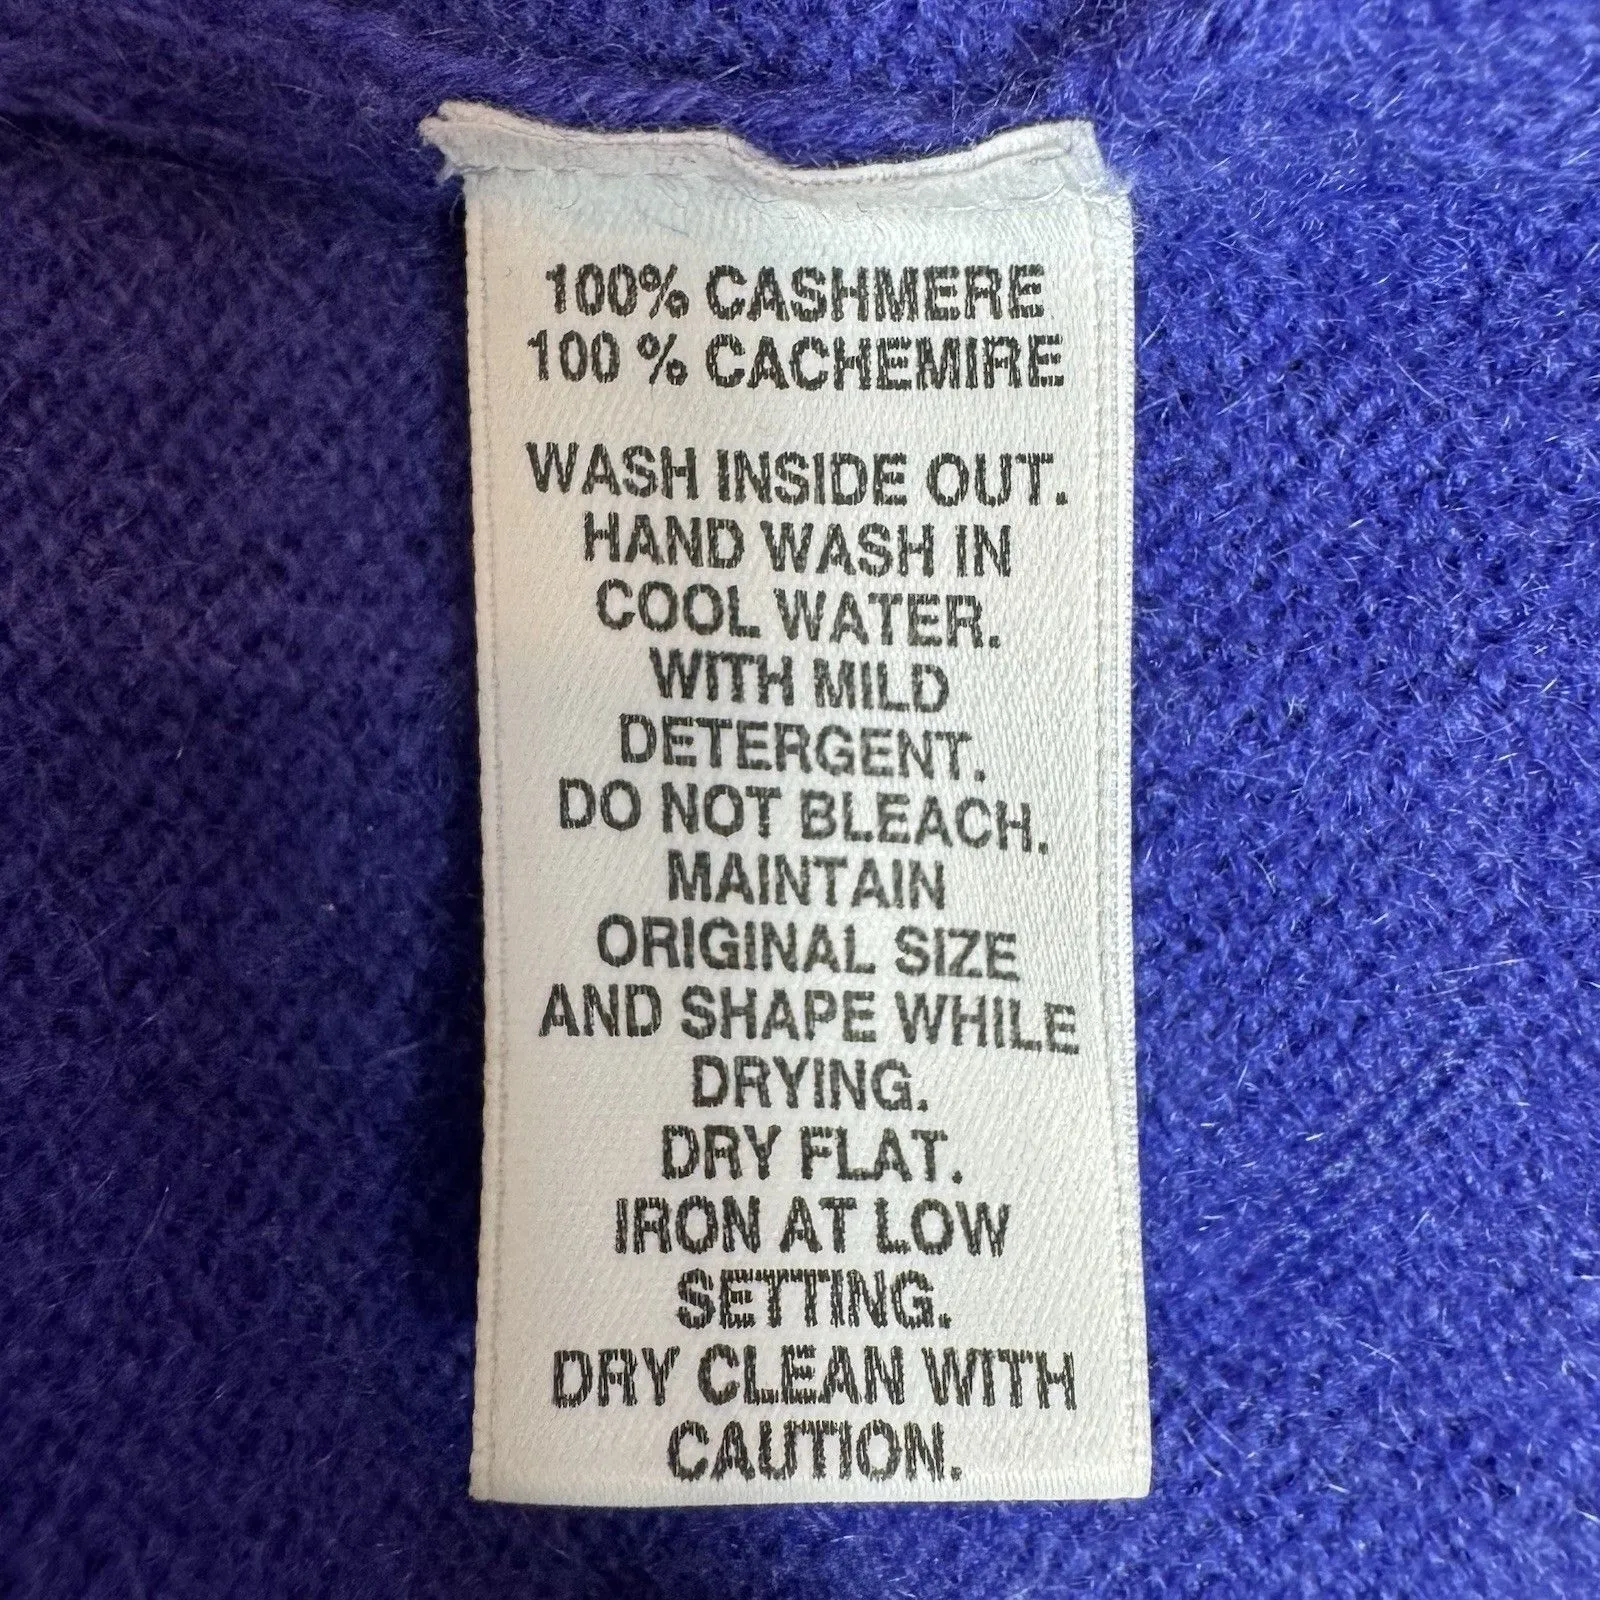 100% CASHMERE
100 % CACHEMIRE
WASH INSIDE OUT.
HAND WASH IN
COOL WATER.
WITH MILD
DETERGENT.
DO NOT BLEACH.
MAINTAIN
ORIGINAL SIZE
AND SHAPE WHILE
DRYING.
DRY FLAT.
IRON AT LOW
SETTING.
DRY CLEAN WITH
CAUTION.